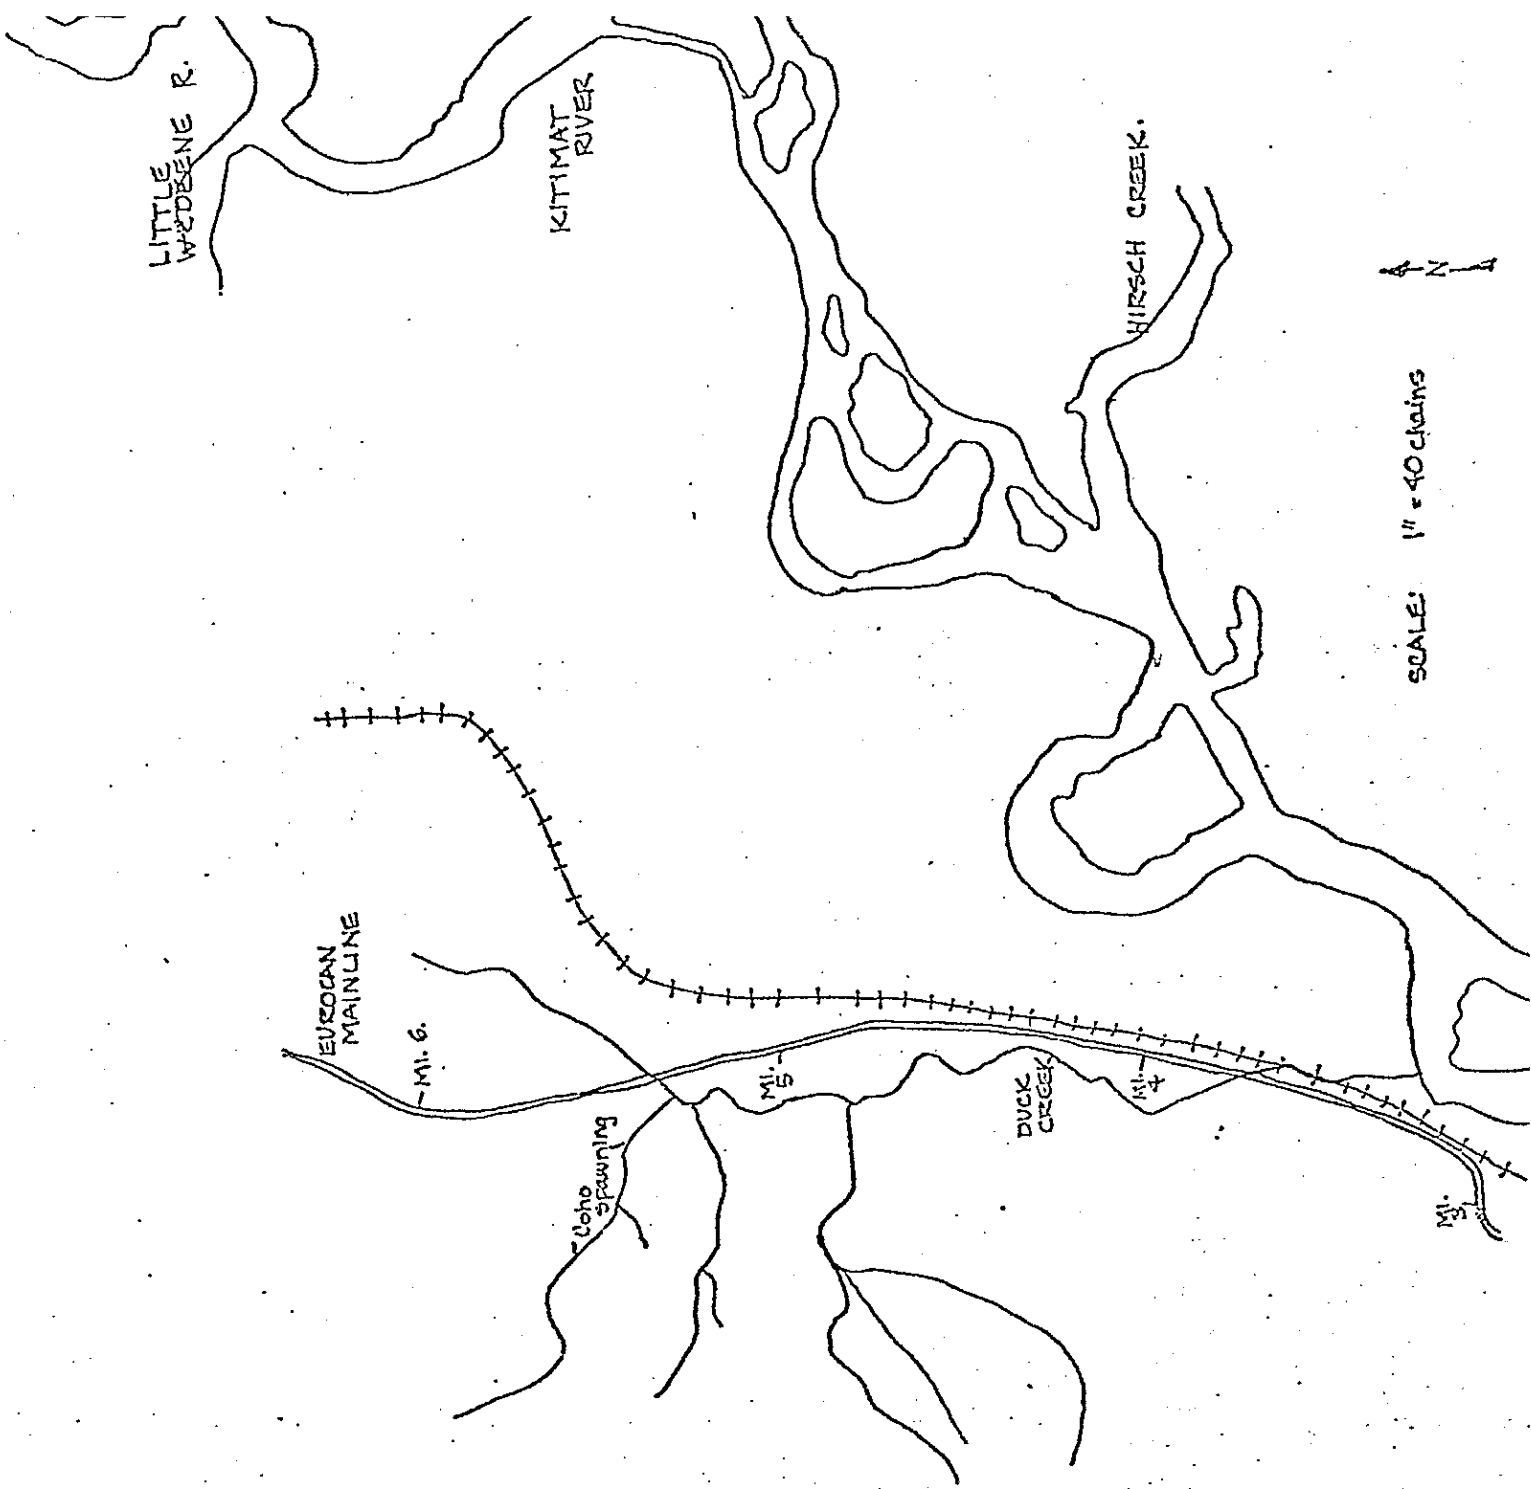 LITTLE
WEDEENE R.
KITIMAT
RIVER
HIRSCH CREEK.
N
SCALE: 1" = 40 chains
EUROCAN
MAINLINE
MI. 6.
MI.
5
Coho
spawning
DUCK
CREEK
MI.
4
MI.
3